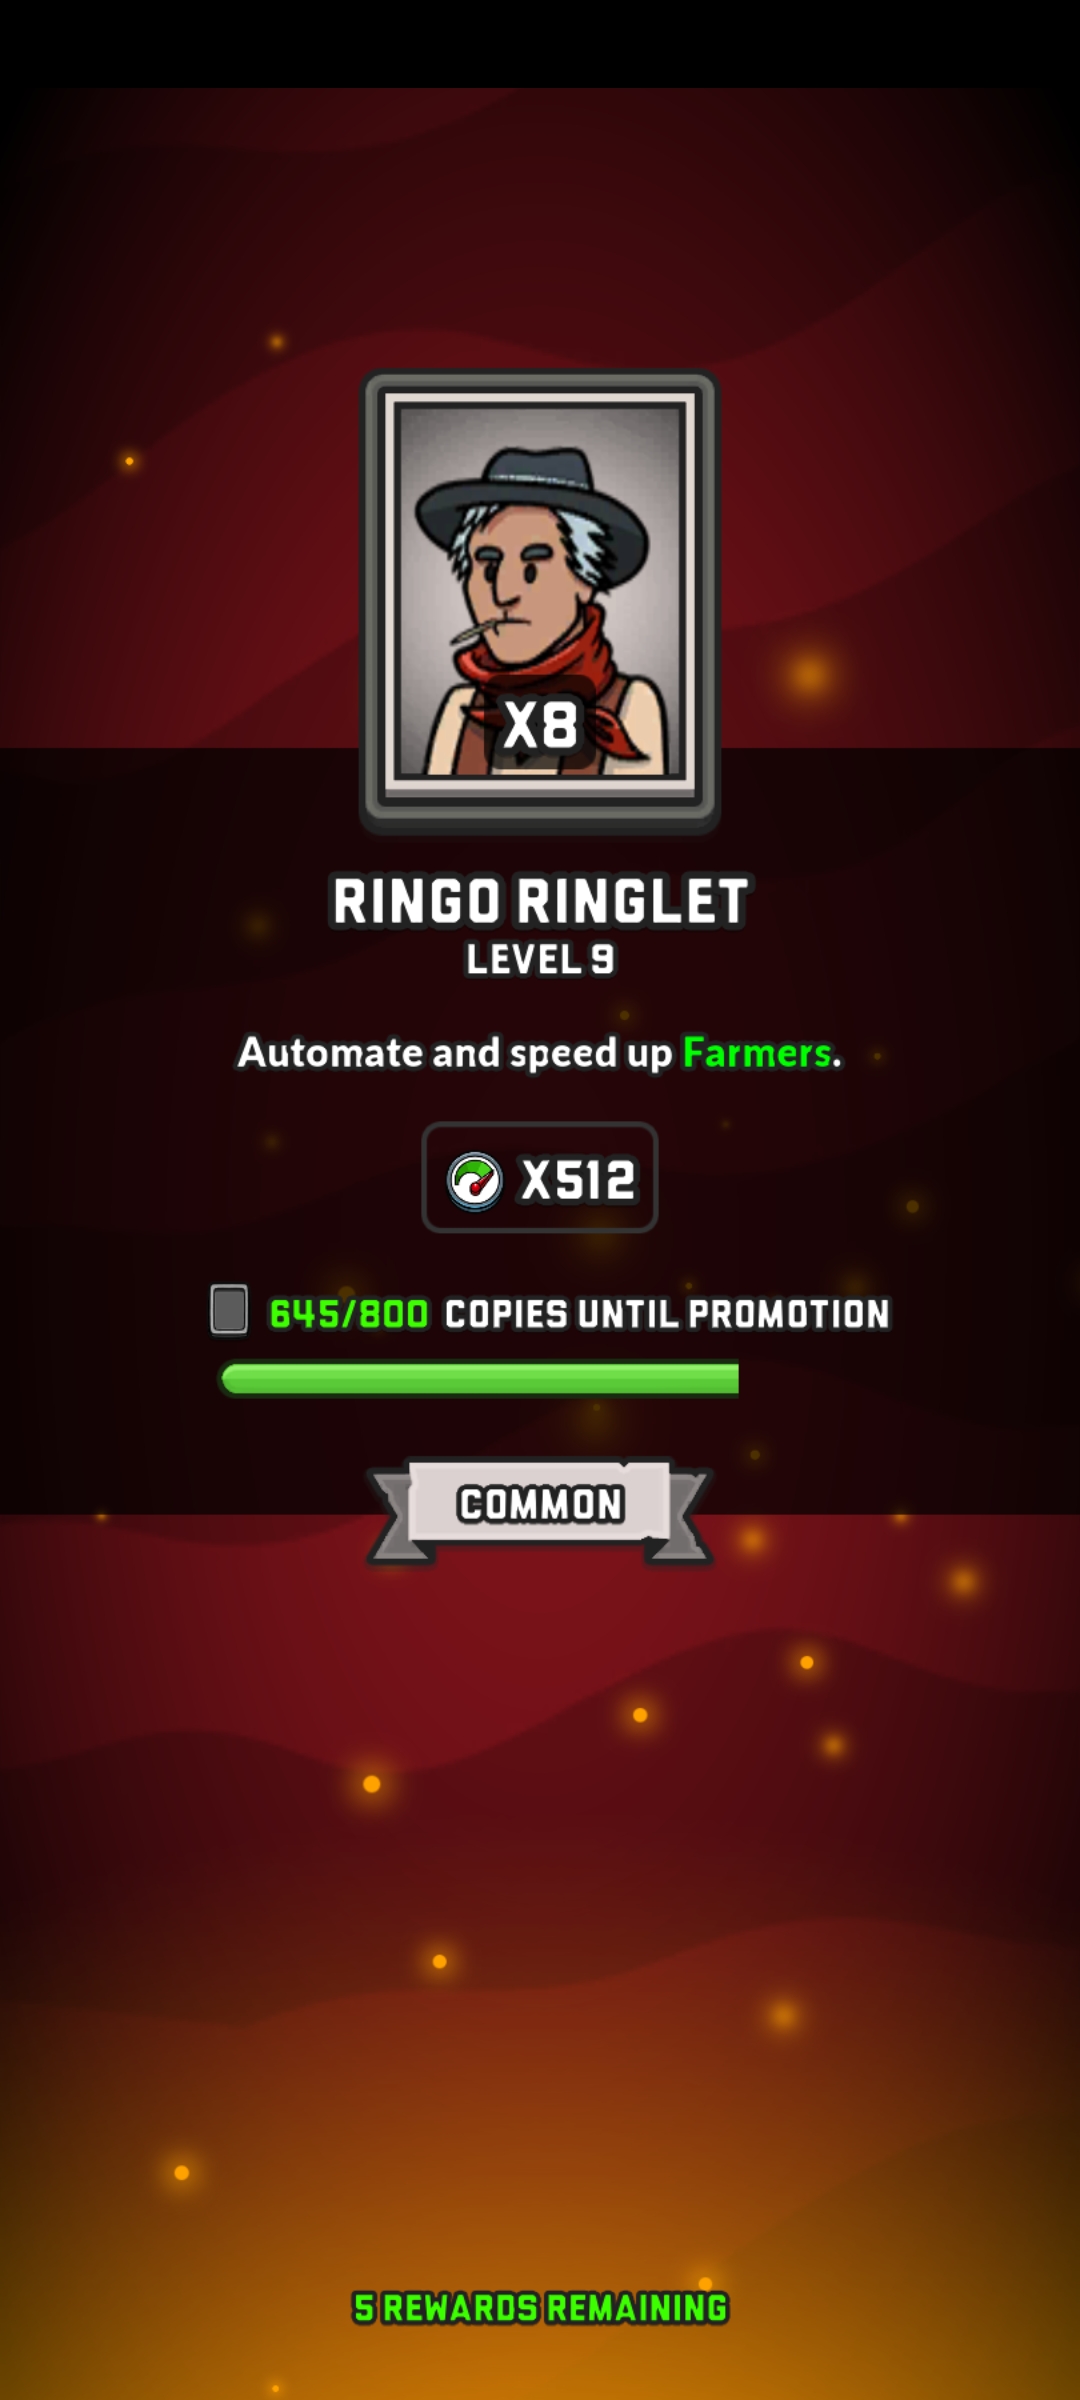 X8
RINGO RINGLET
LEVEL 9
Automate and speed up Farmers.
X512
645/800 COPIES UNTIL PROMOTION
COMMON
5 REWARDS REMAINING